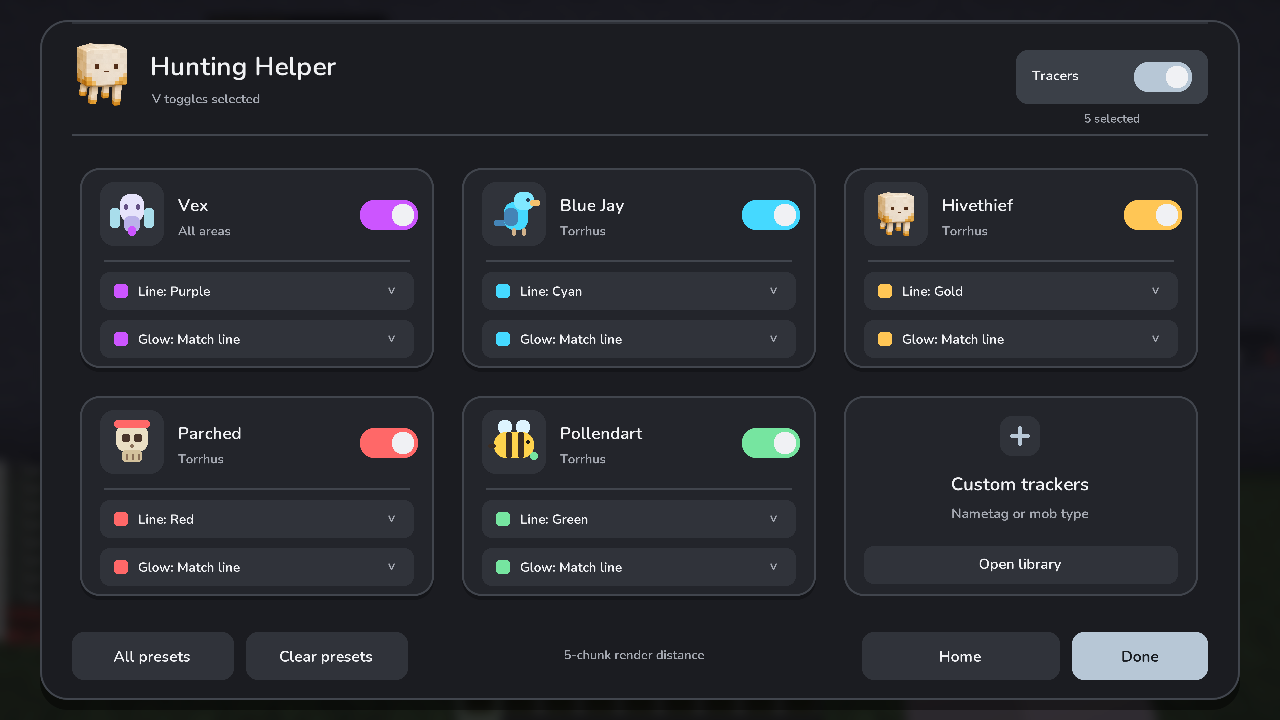 Hunting Helper
V toggles selected
Tracers
5 selected
Vex
All areas
Line: Purple
Glow: Match line
Blue Jay
Torrhus
Line: Cyan
Glow: Match line
Hivethief
Torrhus
Line: Gold
Glow: Match line
Parched
Torrhus
Line: Red
Glow: Match line
Pollendart
Torrhus
Line: Green
Glow: Match line
Custom trackers
Nametag or mob type
Open library
All presets
Clear presets
5-chunk render distance
Home
Done